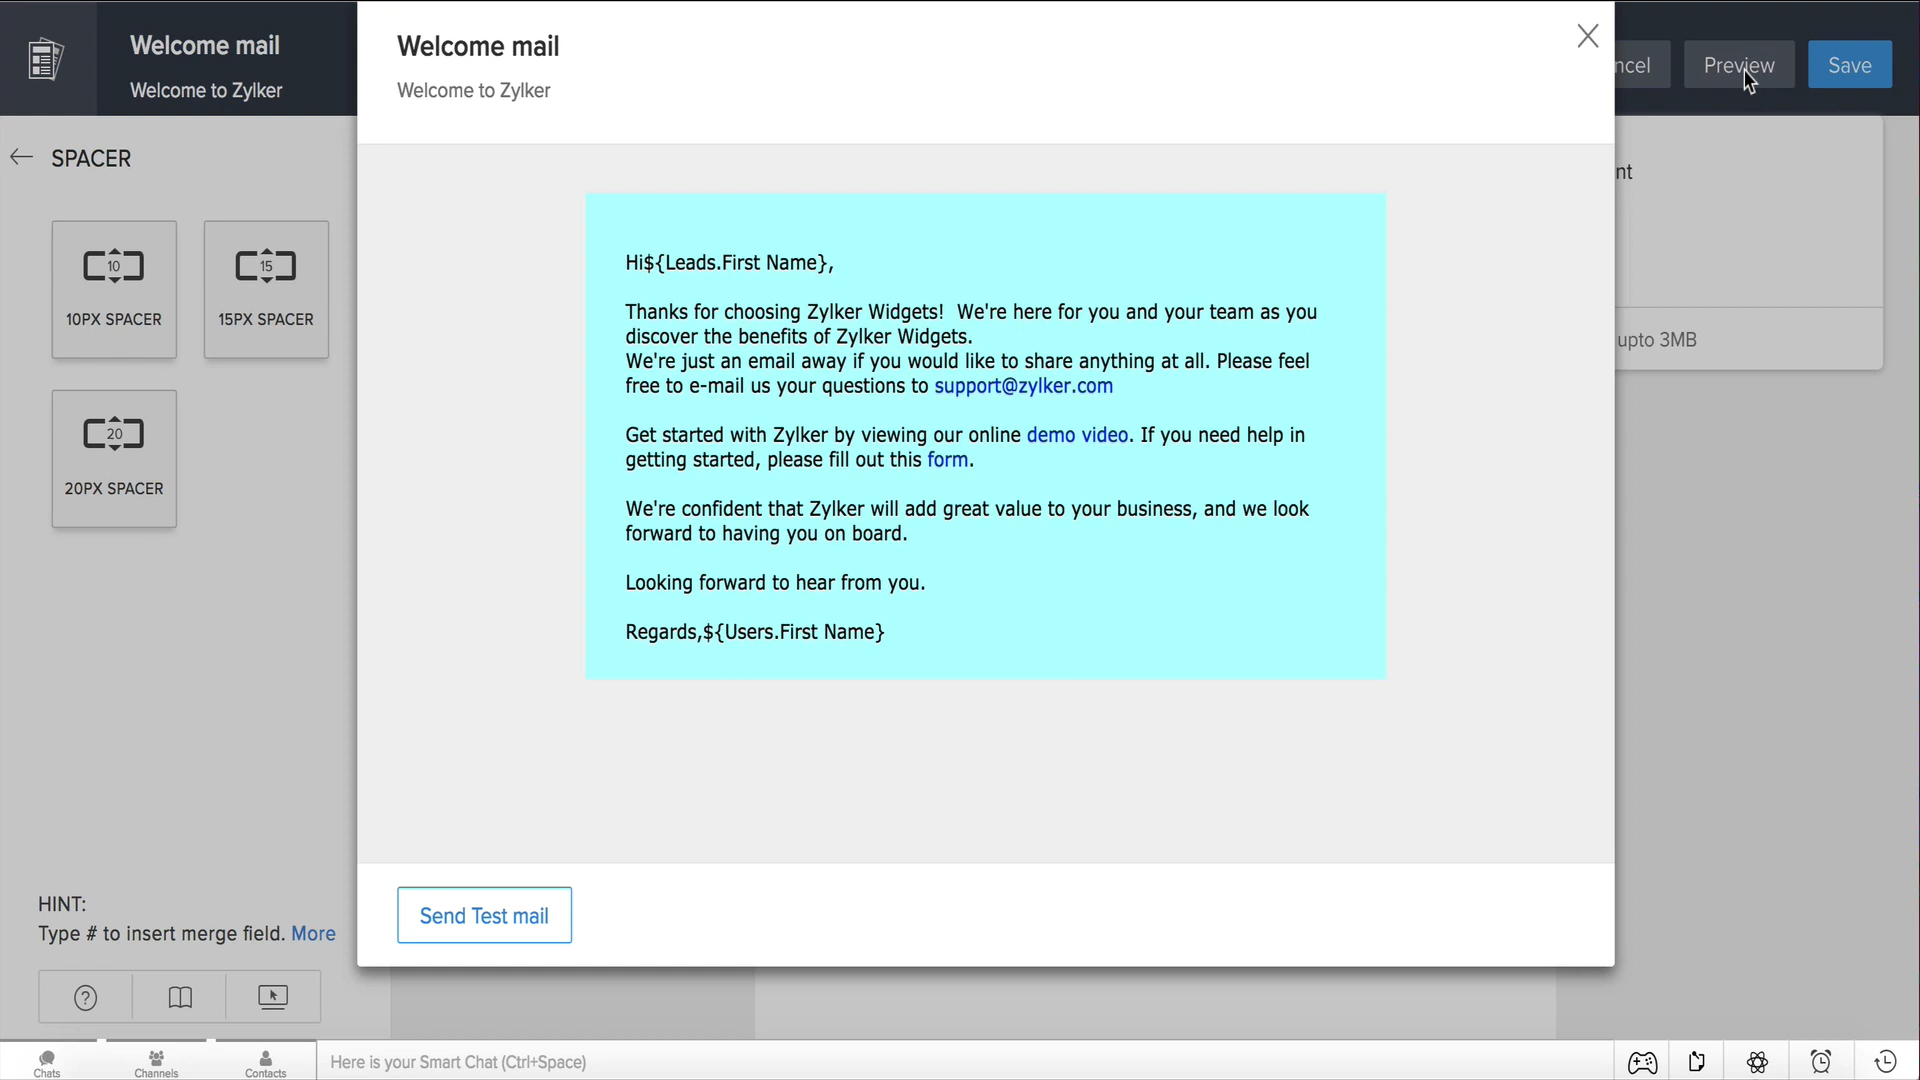 Welcome mail
Welcome to Zylker
Welcome mail
Welcome to Zylker
ncel
Preview
Save
SPACER
10
10PX SPACER
15
15PX SPACER
20
20PX SPACER
nt
upto 3MB
Hi${Leads.First Name},
Thanks for choosing Zylker Widgets!  We're here for you and your team as you
discover the benefits of Zylker Widgets.
We're just an email away if you would like to share anything at all. Please feel
free to e-mail us your questions to support@zylker.com
Get started with Zylker by viewing our online demo video. If you need help in
getting started, please fill out this form.
We're confident that Zylker will add great value to your business, and we look
forward to having you on board.
Looking forward to hear from you.
Regards,${Users.First Name}
Send Test mail
HINT:
Type # to insert merge field. More
Chats
Channels
Contacts
Here is your Smart Chat (Ctrl+Space)